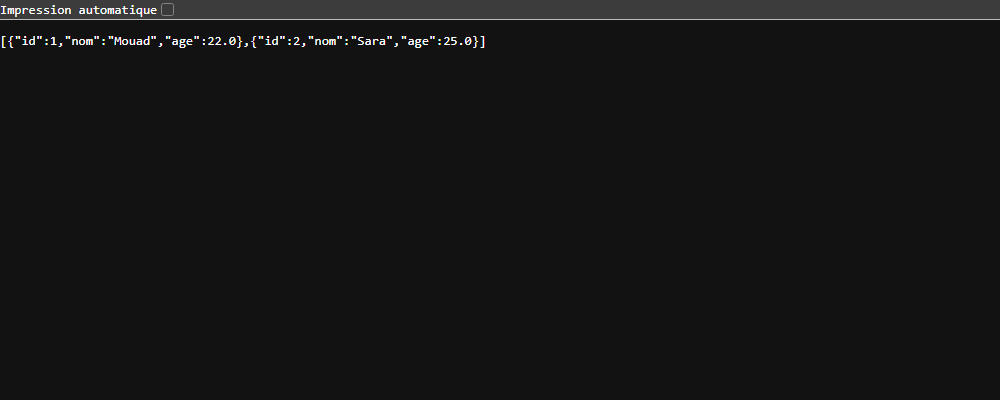 Impression automatique
[{"id":1,"nom":"Mouad","age":22.0},{"id":2,"nom":"Sara","age":25.0}]